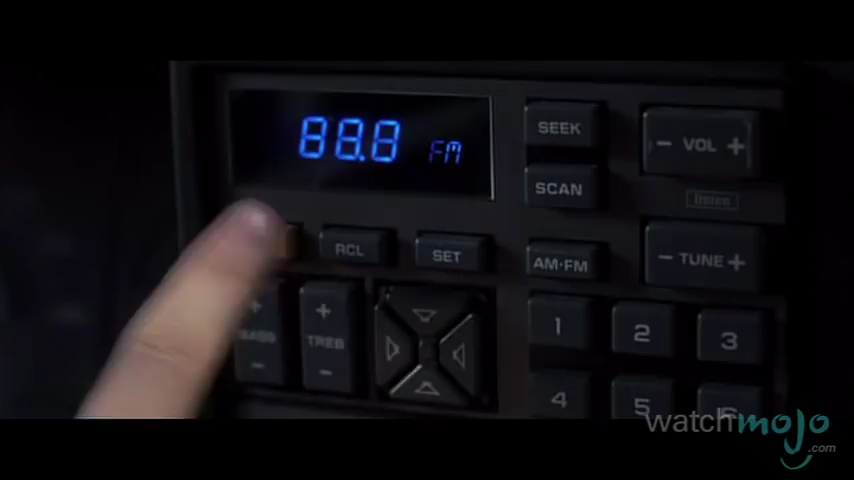 88.8 FM
SEEK
- VOL +
SCAN
Delco
RCL
SET
AM·FM
- TUNE +
+
BASS
-
+
TREB
-
1
2
3
4
5
6
watchmojo
.com